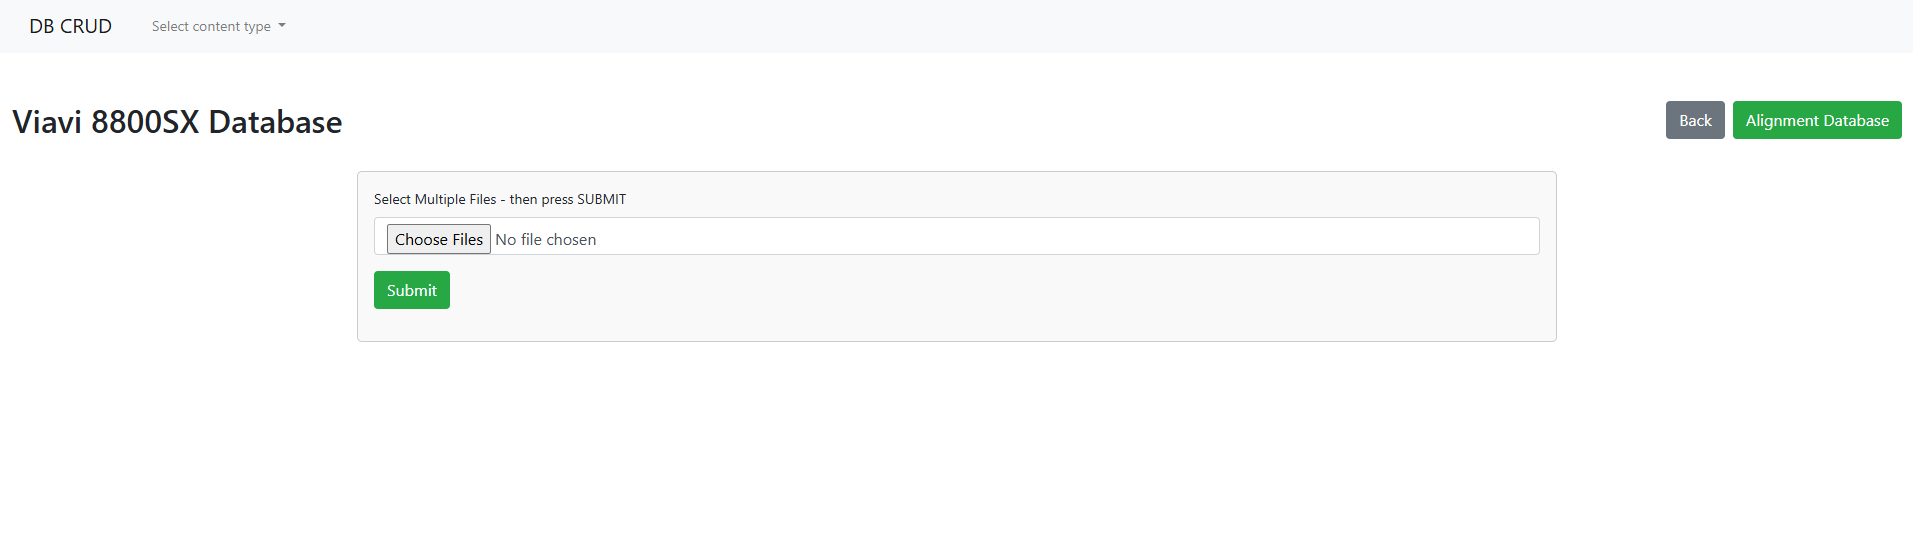 DB CRUD Select content type
Viavi 8800SX Database Back Alignment Database
Select Multiple Files - then press SUBMIT
Choose Files No file chosen
Submit